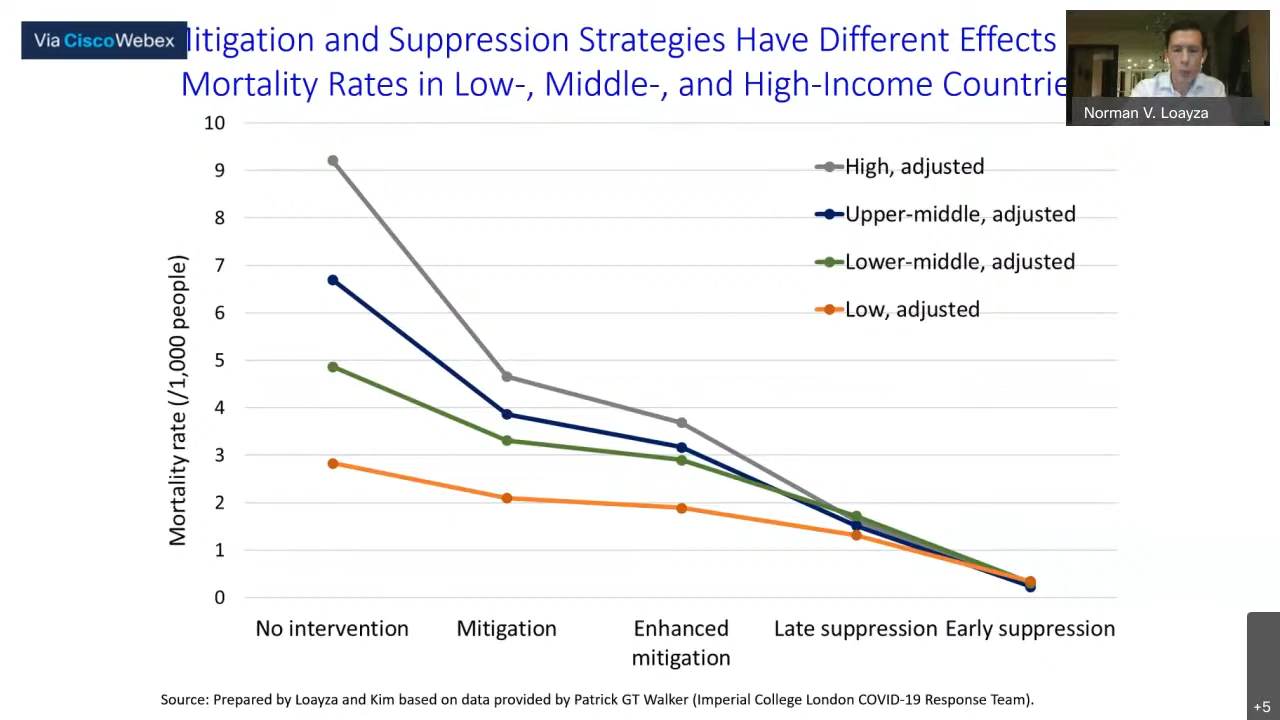 Via Cisco Webex
itigation and Suppression Strategies Have Different Effects
Mortality Rates in Low-, Middle-, and High-Income Countrie
Norman V. Loayza
10
9
8
7
6
5
4
3
2
1
0
Mortality rate (/1,000 people)
High, adjusted
Upper-middle, adjusted
Lower-middle, adjusted
Low, adjusted
No intervention
Mitigation
Enhanced
mitigation
Late suppression
Early suppression
Source: Prepared by Loayza and Kim based on data provided by Patrick GT Walker (Imperial College London COVID-19 Response Team).
+5